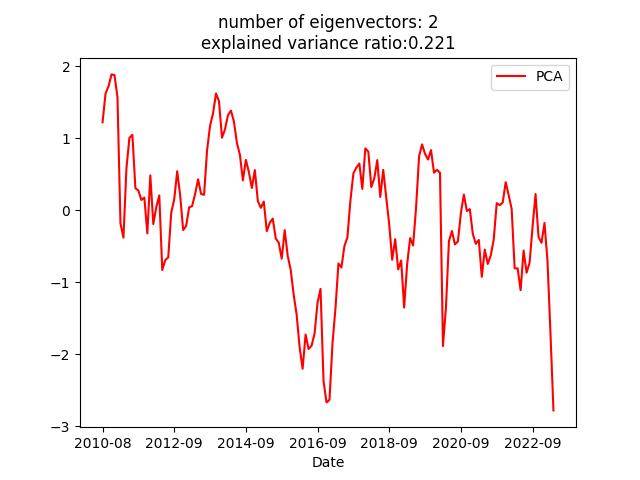 number of eigenvectors: 2
explained variance ratio:0.221
PCA
2
1
0
−1
−2
−3
2010-08 2012-09 2014-09 2016-09 2018-09 2020-09 2022-09
Date